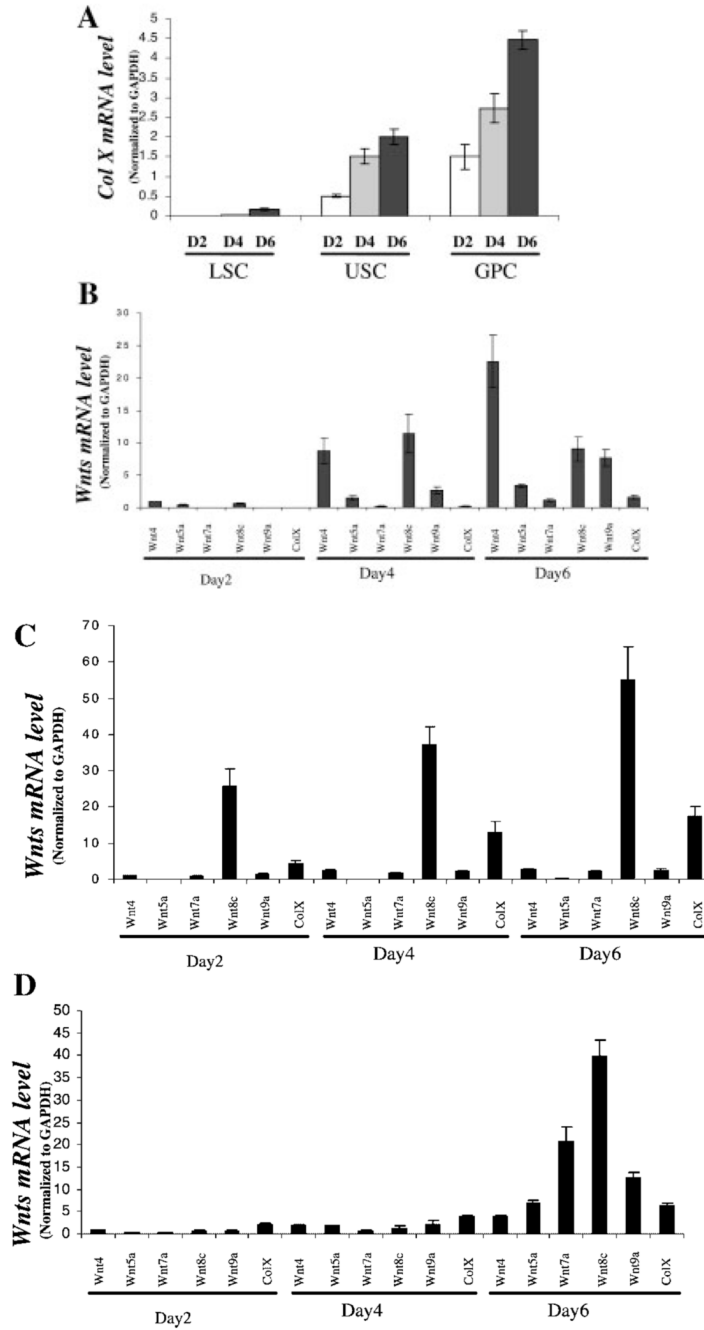 A
Col X mRNA level
(Normalized to GAPDH)
5
4.5
4
3.5
3
2.5
2
1.5
1
0.5
0
D2 D4 D6 D2 D4 D6 D2 D4 D6
LSC USC GPC
B
Wnts mRNA level
(Normalized to GAPDH)
30
25
20
15
10
5
0
Wnt4 Wnt5a Wnt7a Wnt8c Wnt9a ColX Wnt4 Wnt5a Wnt7a Wnt8c Wnt9a ColX Wnt4 Wnt5a Wnt7a Wnt8c Wnt9a ColX
Day2 Day4 Day6
C
Wnts mRNA level
(Normalized to GAPDH)
70
60
50
40
30
20
10
0
Wnt4 Wnt5a Wnt7a Wnt8c Wnt9a ColX Wnt4 Wnt5a Wnt7a Wnt8c Wnt9a ColX Wnt4 Wnt5a Wnt7a Wnt8c Wnt9a ColX
Day2 Day4 Day6
D
Wnts mRNA level
(Normalized to GAPDH)
50
45
40
35
30
25
20
15
10
5
0
Wnt4 Wnt5a Wnt7a Wnt8c Wnt9a ColX Wnt4 Wnt5a Wnt7a Wnt8c Wnt9a ColX Wnt4 Wnt5a Wnt7a Wnt8c Wnt9a ColX
Day2 Day4 Day6